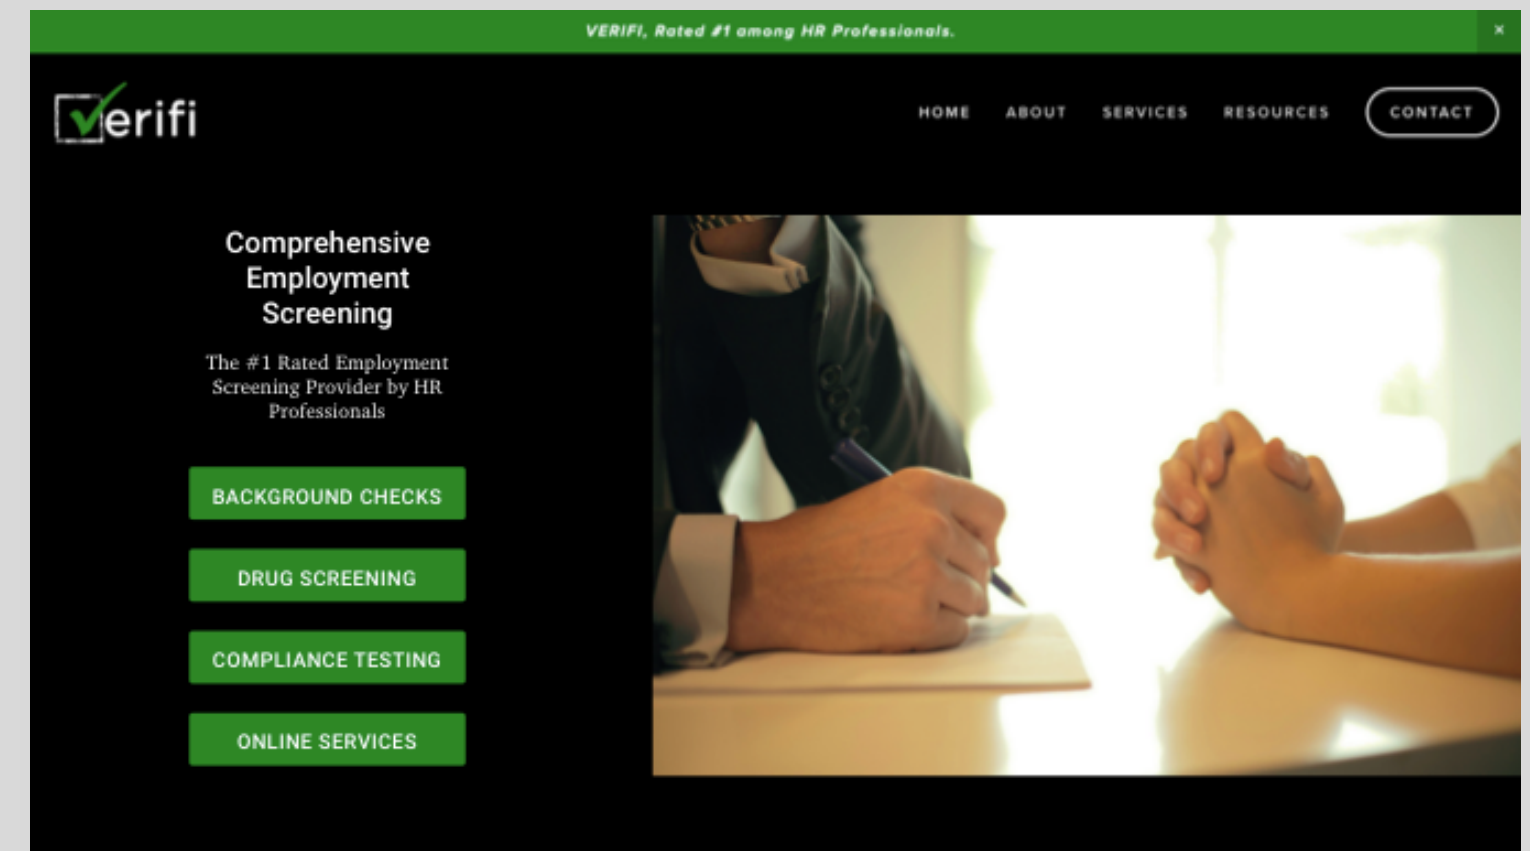 VERIFI, Rated #1 among HR Professionals.
×
verifi
HOME ABOUT SERVICES RESOURCES CONTACT
Comprehensive
Employment
Screening
The #1 Rated Employment
Screening Provider by HR
Professionals
BACKGROUND CHECKS
DRUG SCREENING
COMPLIANCE TESTING
ONLINE SERVICES